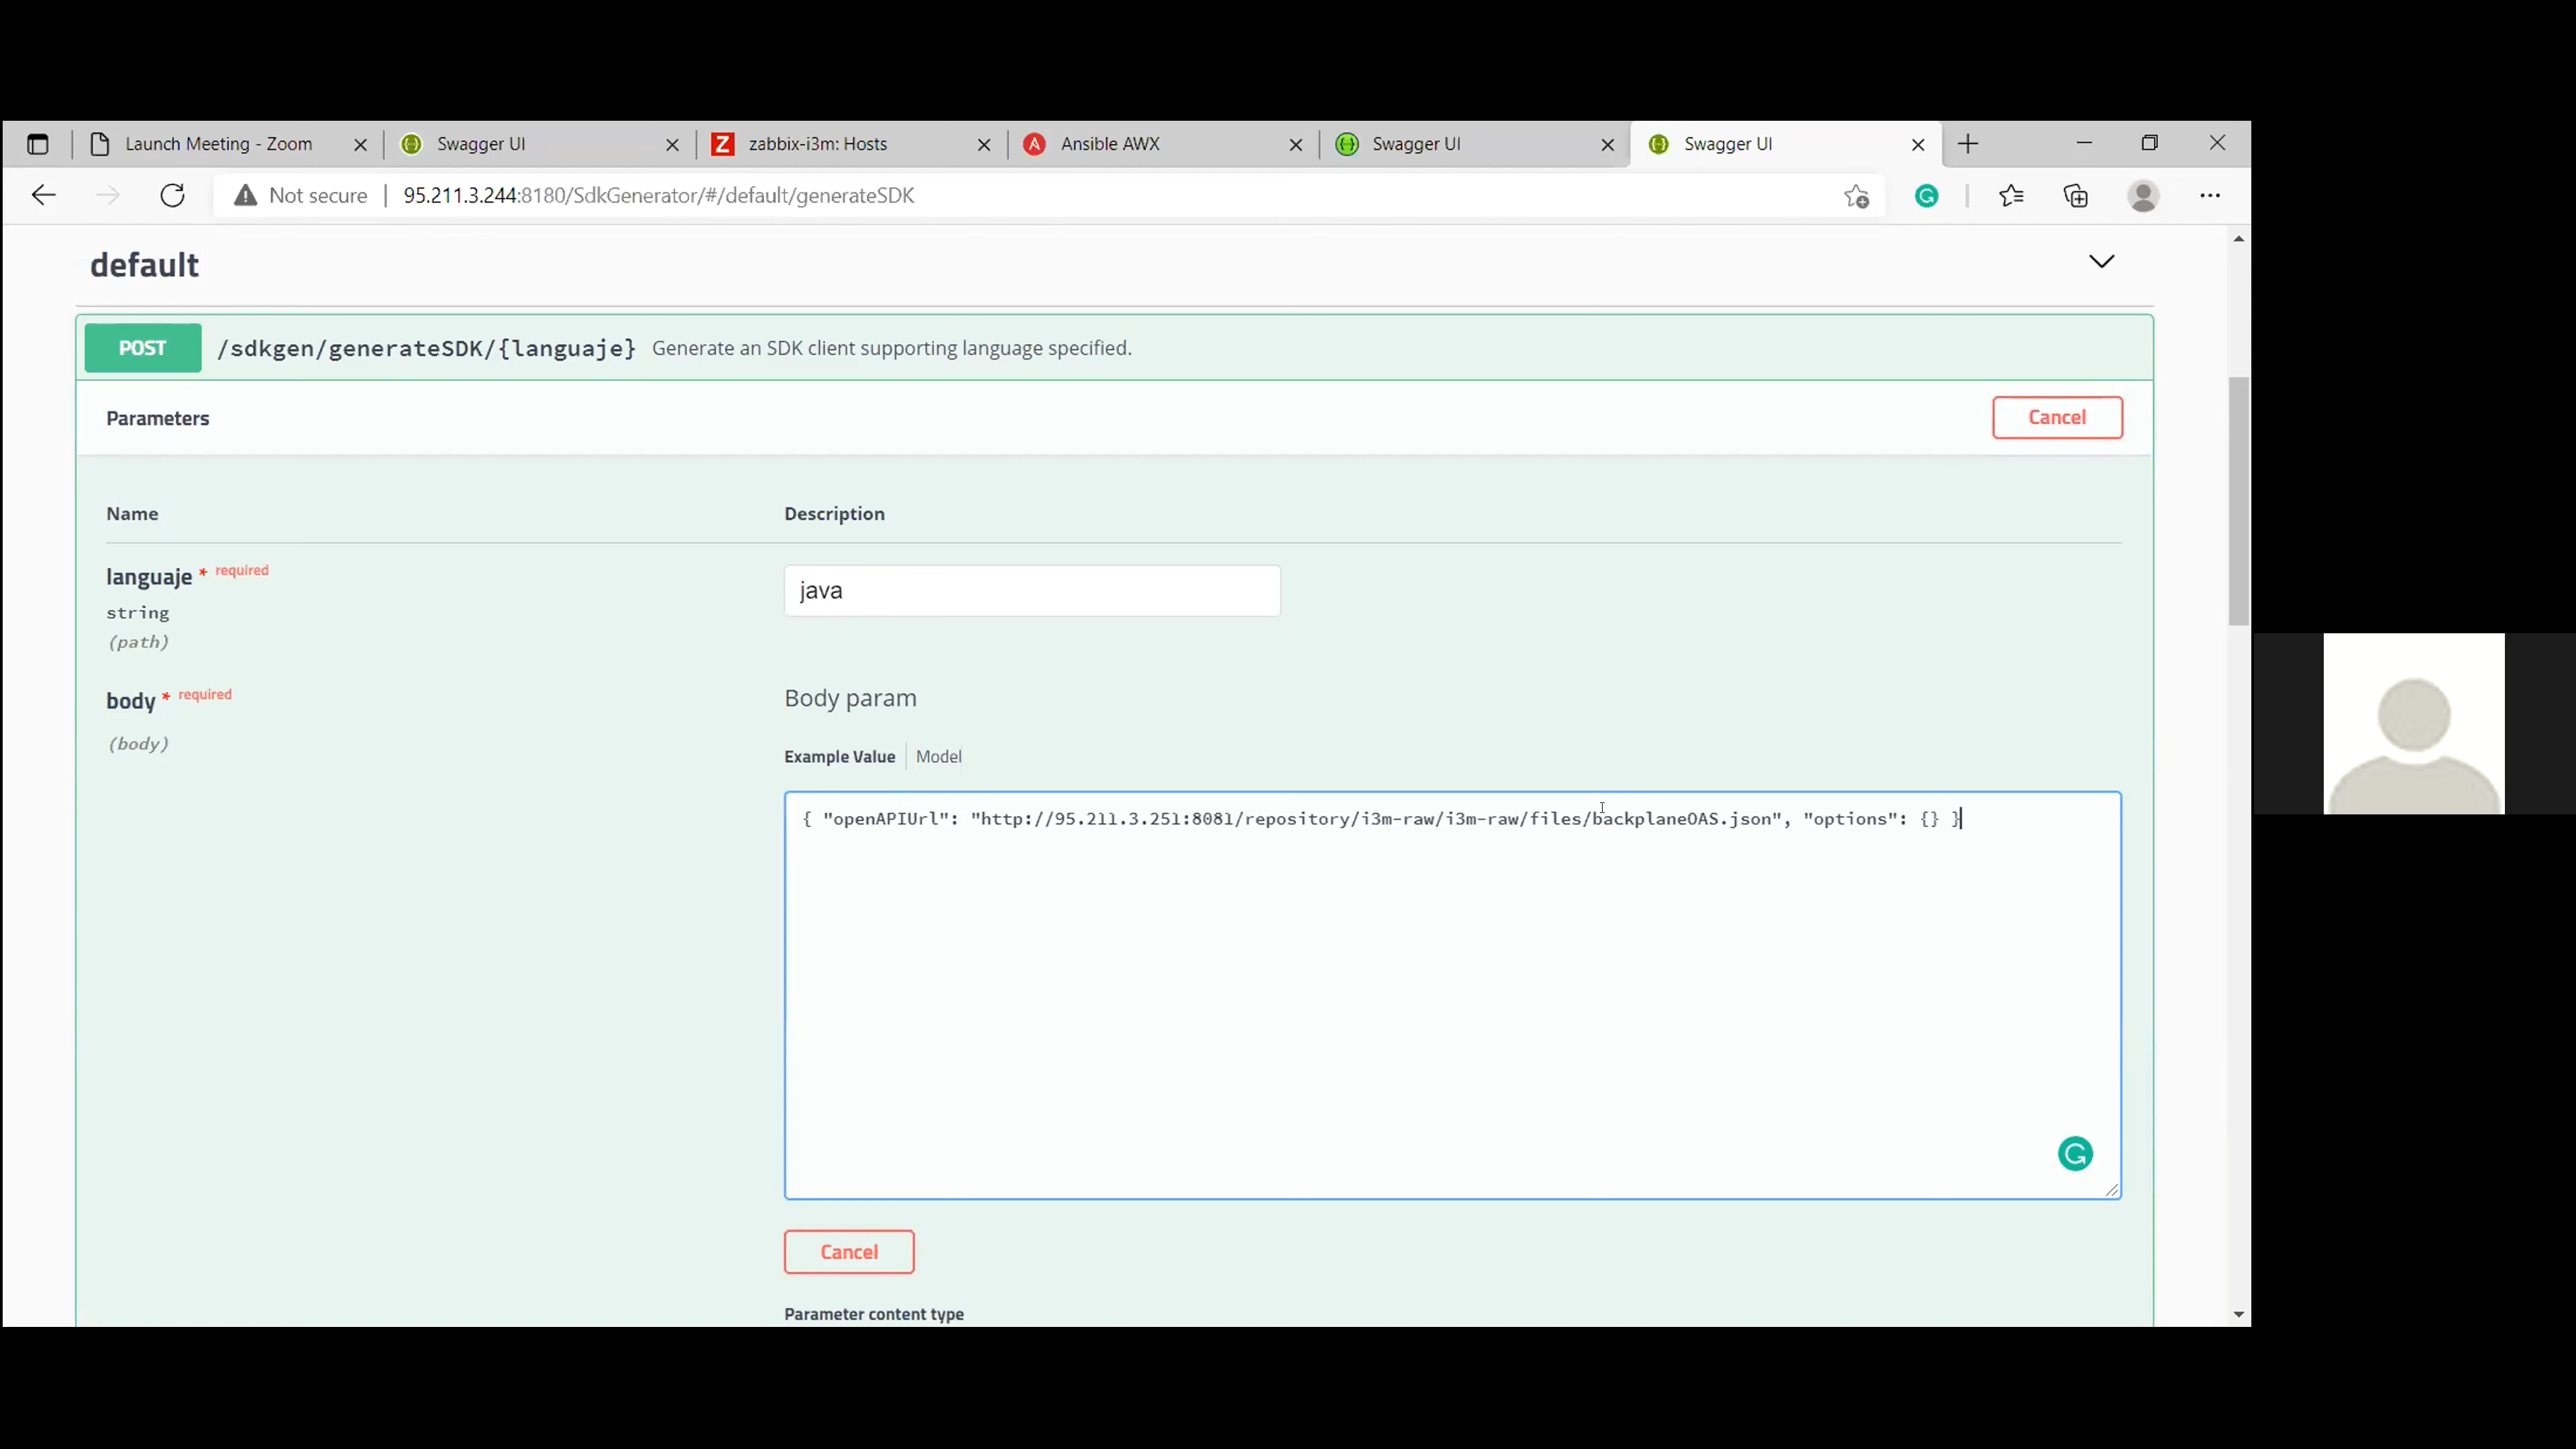 Launch Meeting - Zoom
Swagger UI
zabbix-i3m: Hosts
Ansible AWX
Swagger UI
Swagger UI
Not secure
95.211.3.244:8180/SdkGenerator/#/default/generateSDK
default
POST /sdkgen/generateSDK/{languaje} Generate an SDK client supporting language specified.
Parameters
Cancel
Name Description
languaje * required
string
(path)
java
body * required
(body)
Body param
Example Value Model
{ "openAPIUrl": "http://95.211.3.251:8081/repository/i3m-raw/i3m-raw/files/backplaneOAS.json", "options": {} }
Cancel
Parameter content type